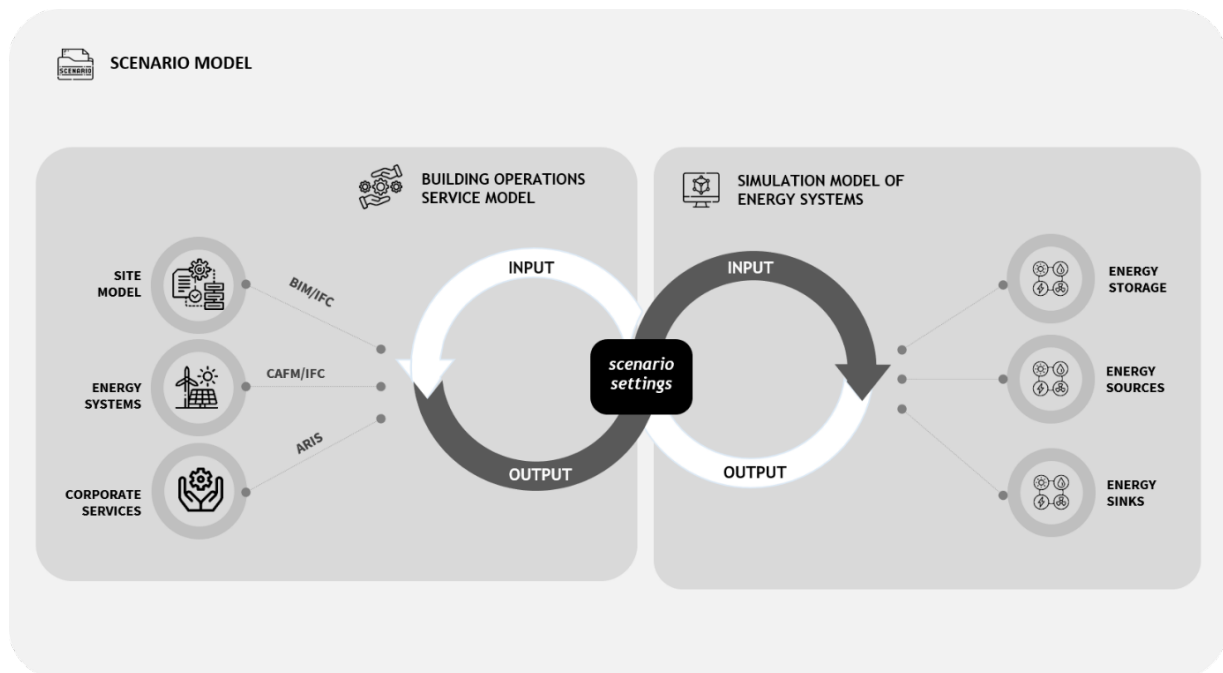 SCENARIO
SCENARIO MODEL
BUILDING OPERATIONS
SERVICE MODEL
SITE
MODEL
BIM/IFC
ENERGY
SYSTEMS
CAFM/IFC
CORPORATE
SERVICES
ARIS
INPUT
OUTPUT
scenario
settings
SIMULATION MODEL OF
ENERGY SYSTEMS
INPUT
OUTPUT
ENERGY
STORAGE
ENERGY
SOURCES
ENERGY
SINKS